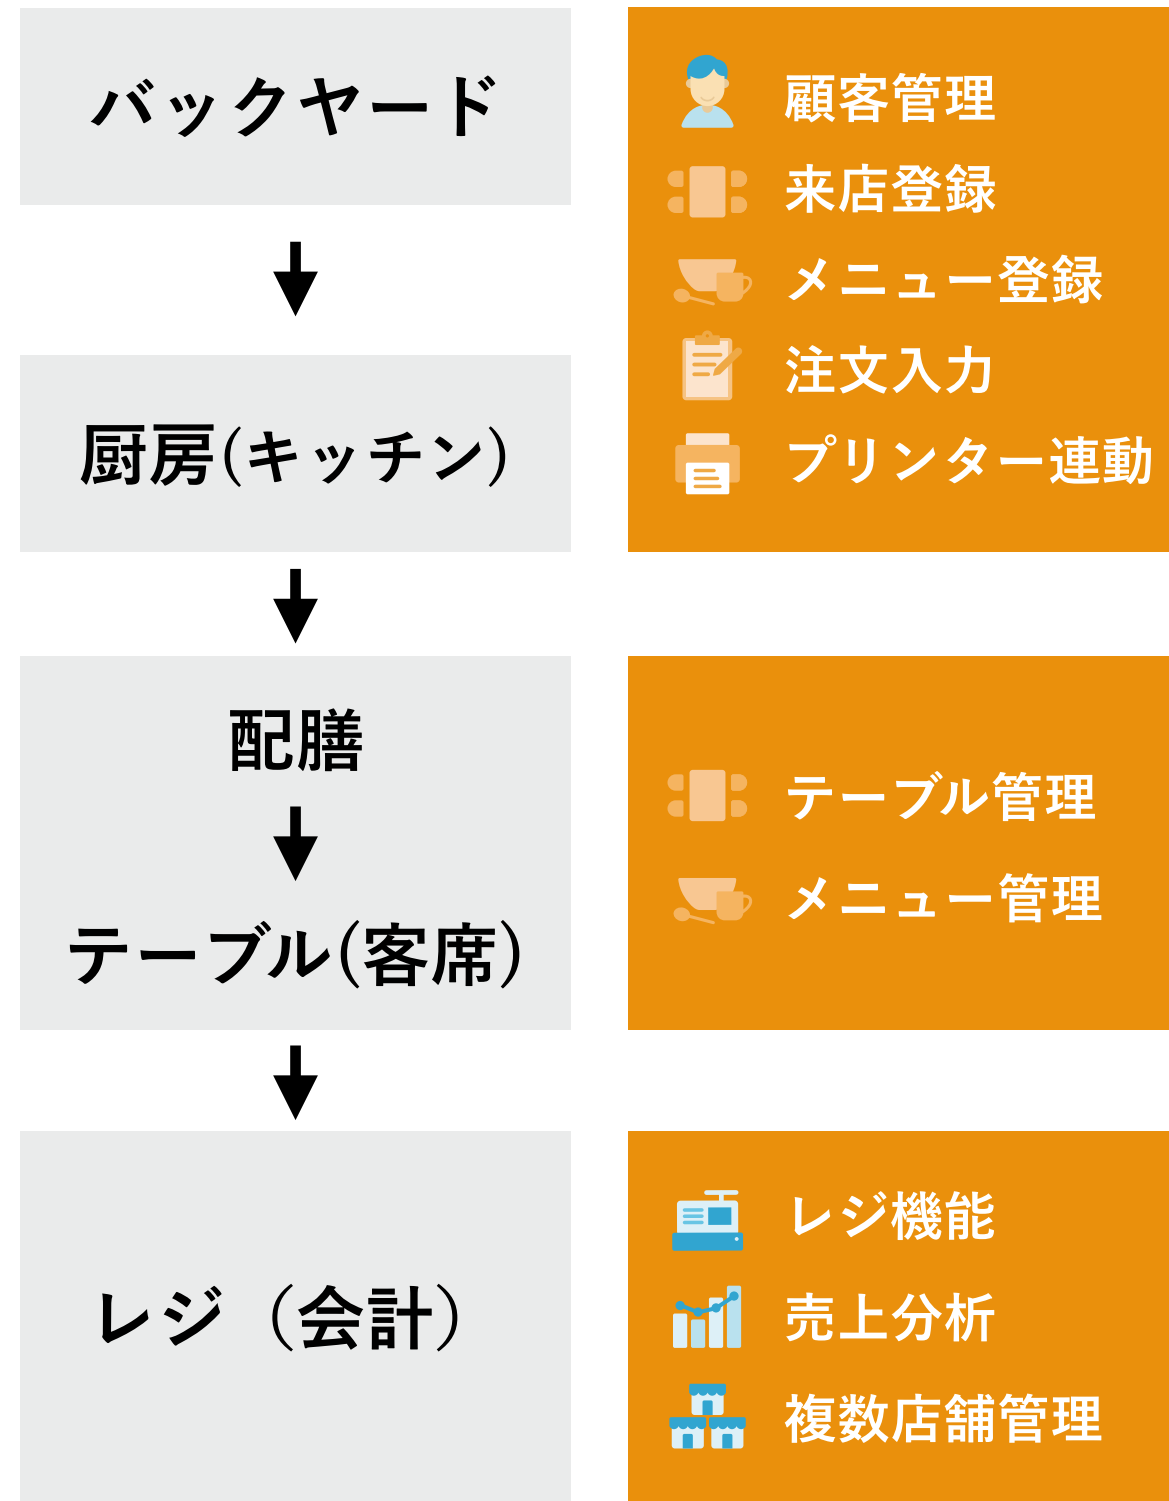 バックヤード
顧客管理
来店登録
メニュー登録
注文入力
プリンター連動
厨房(キッチン)
配膳
テーブル(客席)
テーブル管理
メニュー管理
レジ（会計）
レジ機能
売上分析
複数店舗管理